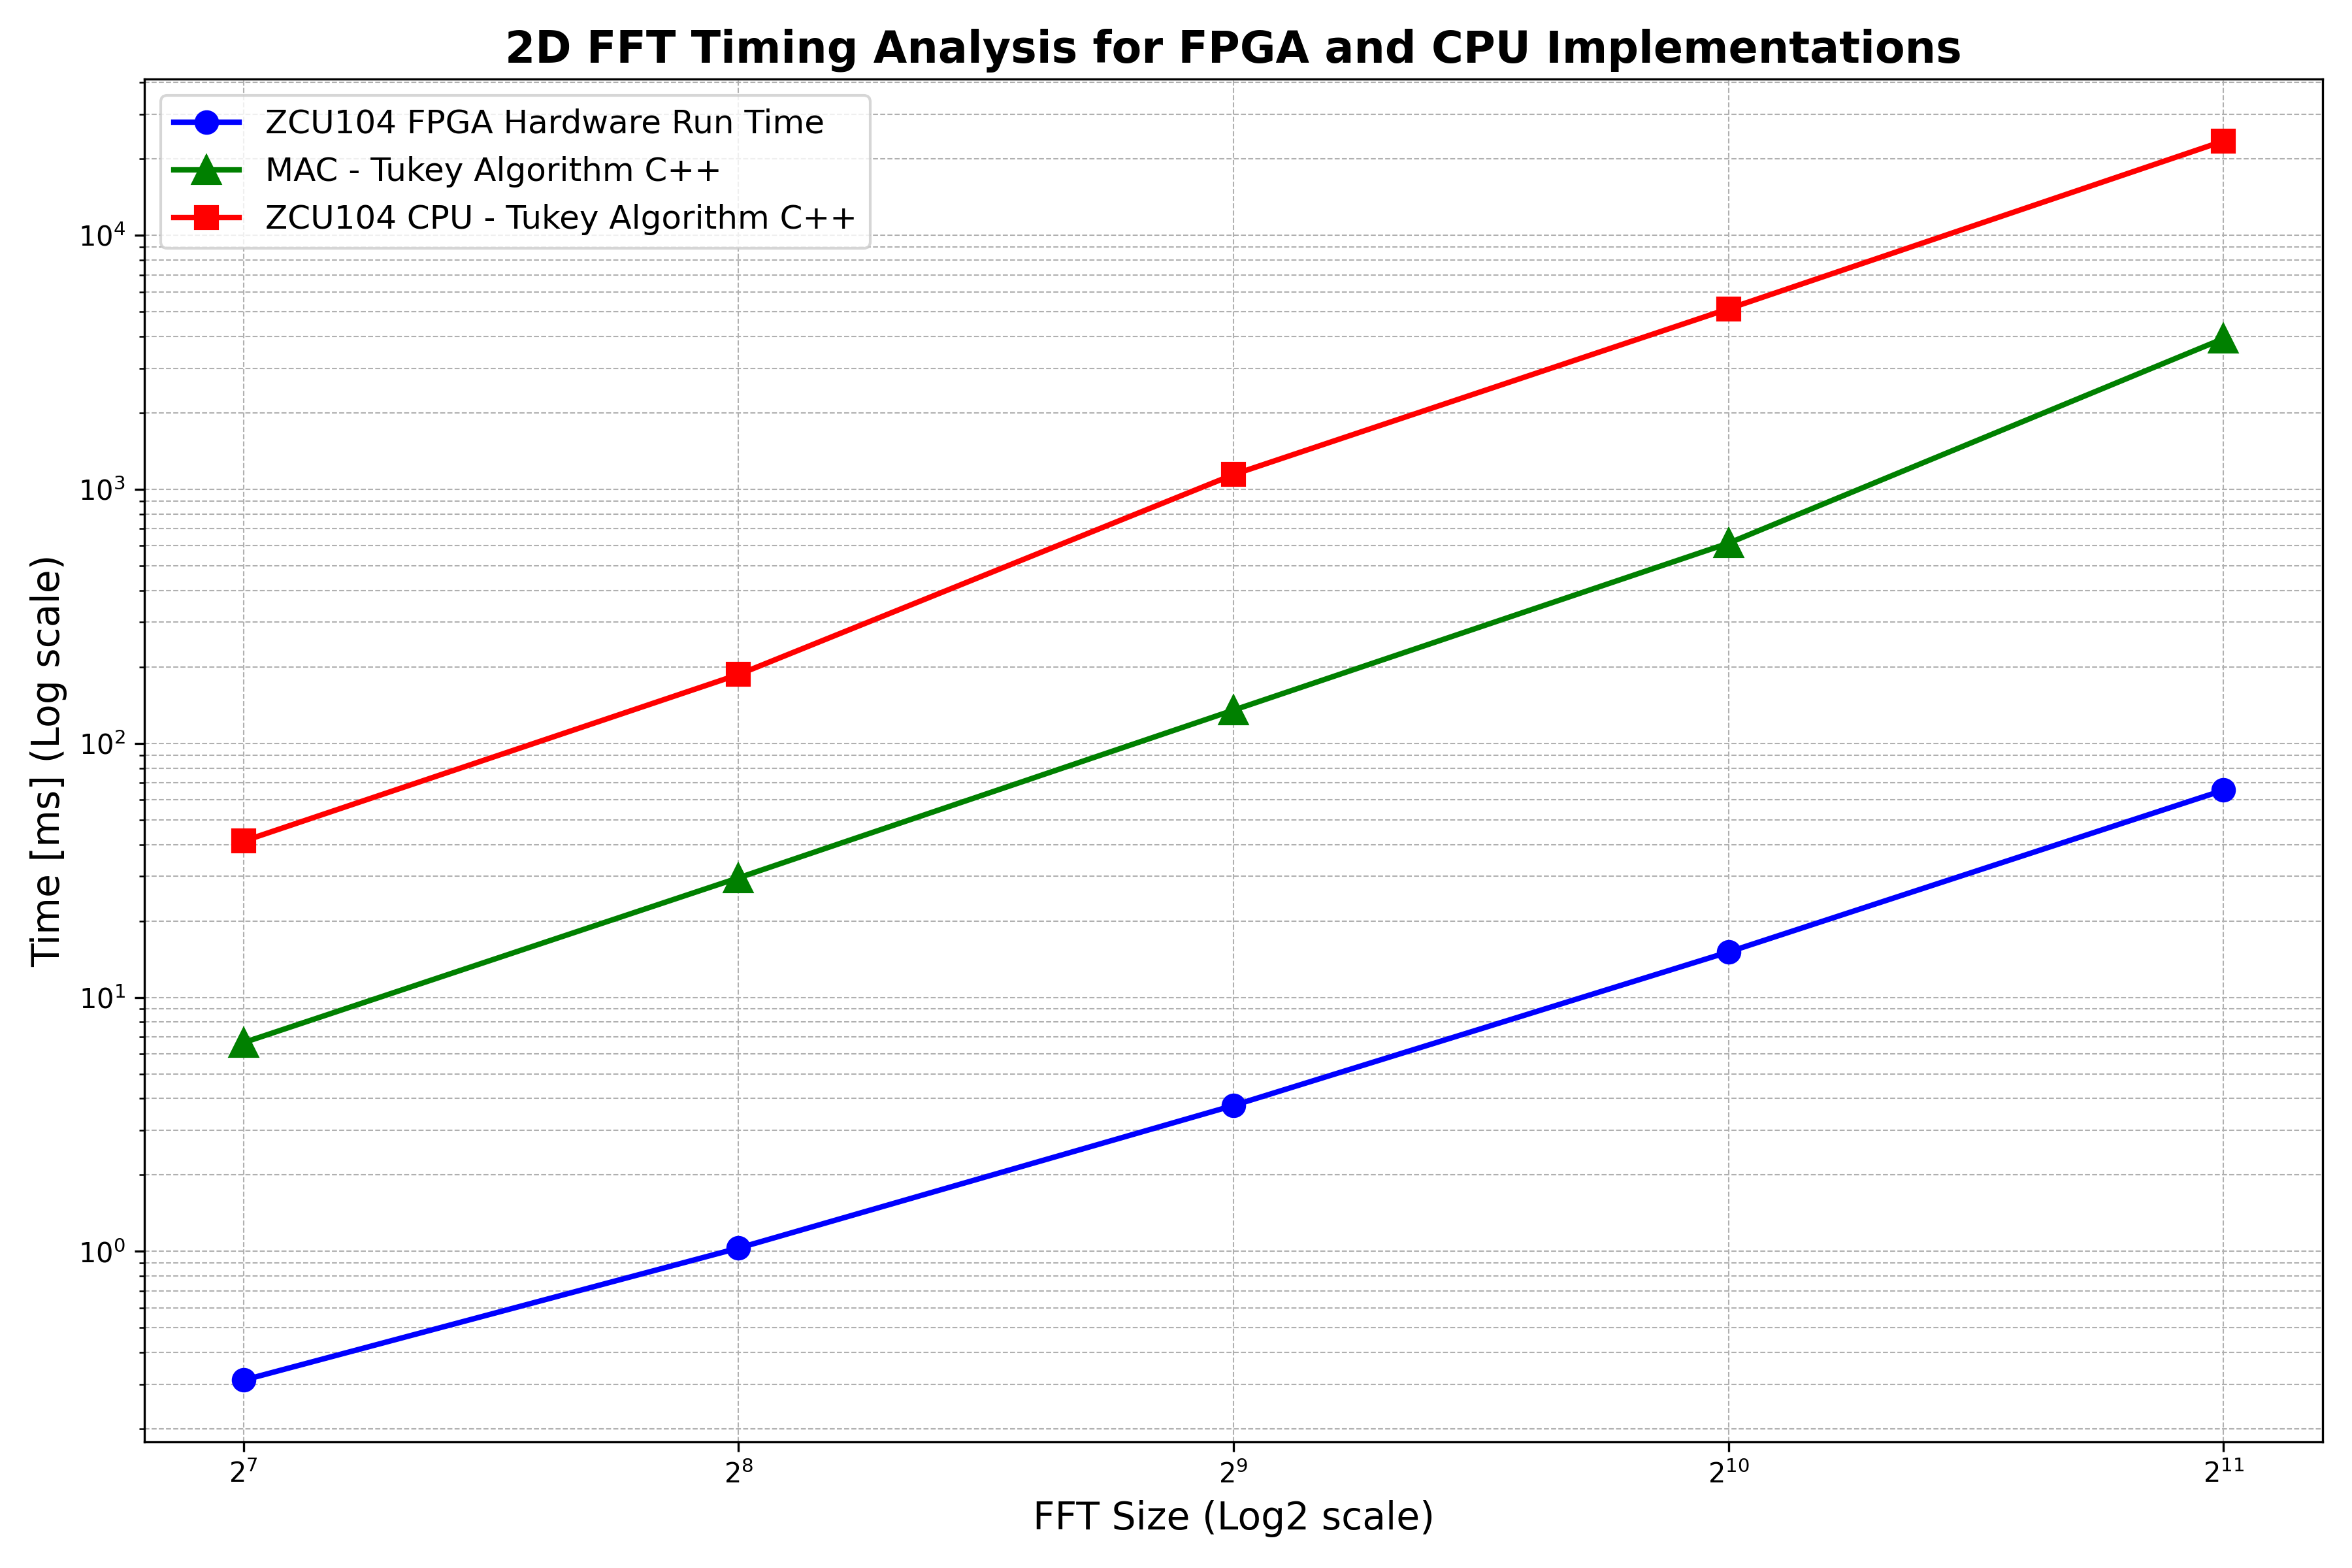 2D FFT Timing Analysis for FPGA and CPU Implementations
ZCU104 FPGA Hardware Run Time
MAC - Tukey Algorithm C++
ZCU104 CPU - Tukey Algorithm C++
Time [ms] (Log scale)
10⁴
10³
10²
10¹
10⁰
2⁷ 2⁸ 2⁹ 2¹⁰ 2¹¹
FFT Size (Log2 scale)